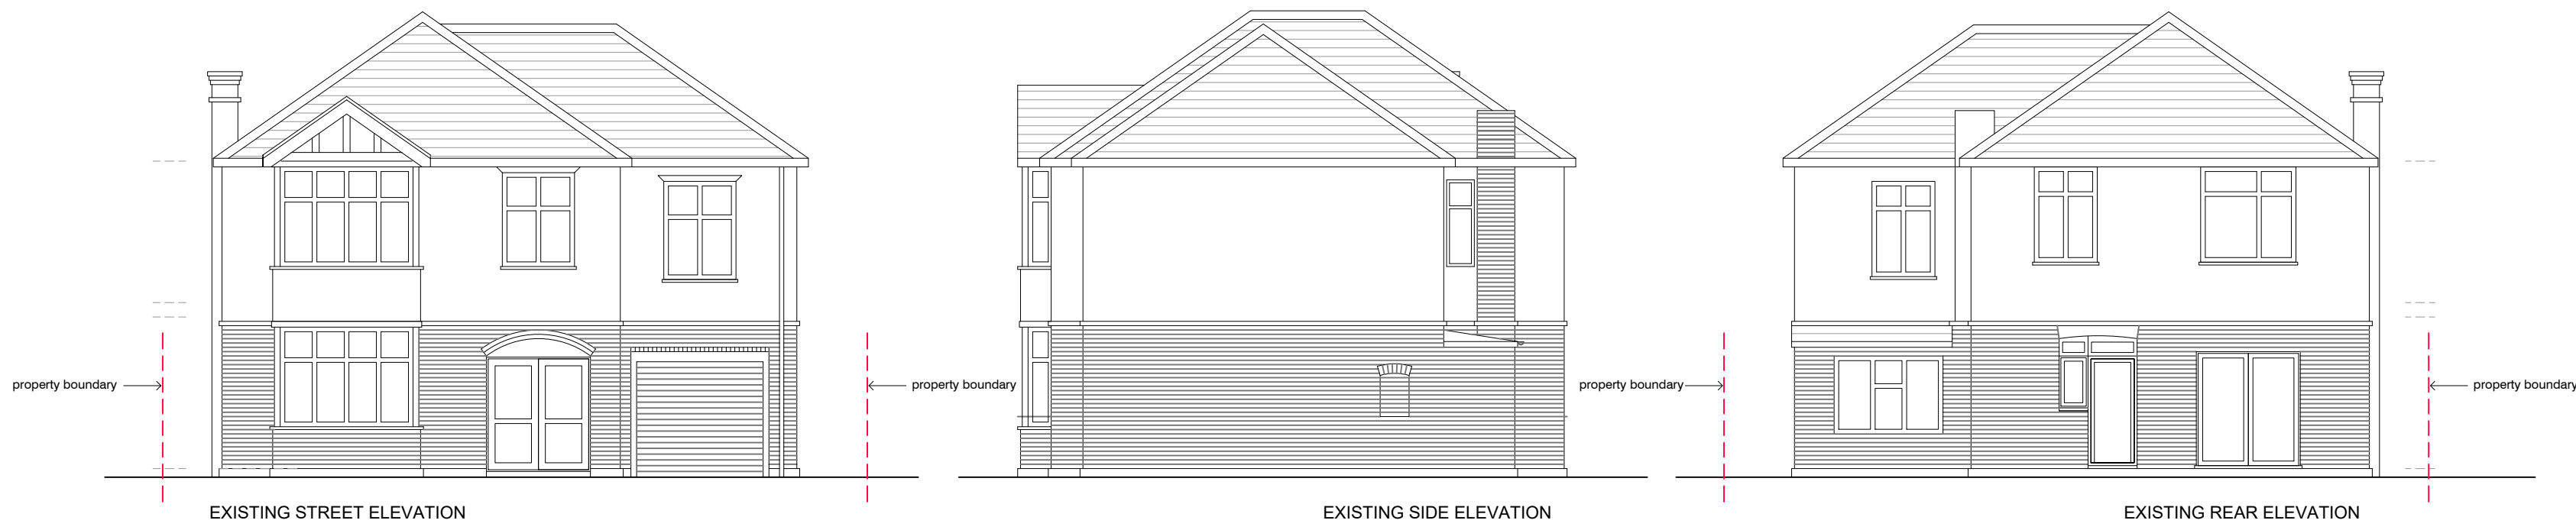 property boundary
property boundary
property boundary
property boundary
EXISTING STREET ELEVATION
EXISTING SIDE ELEVATION
EXISTING REAR ELEVATION